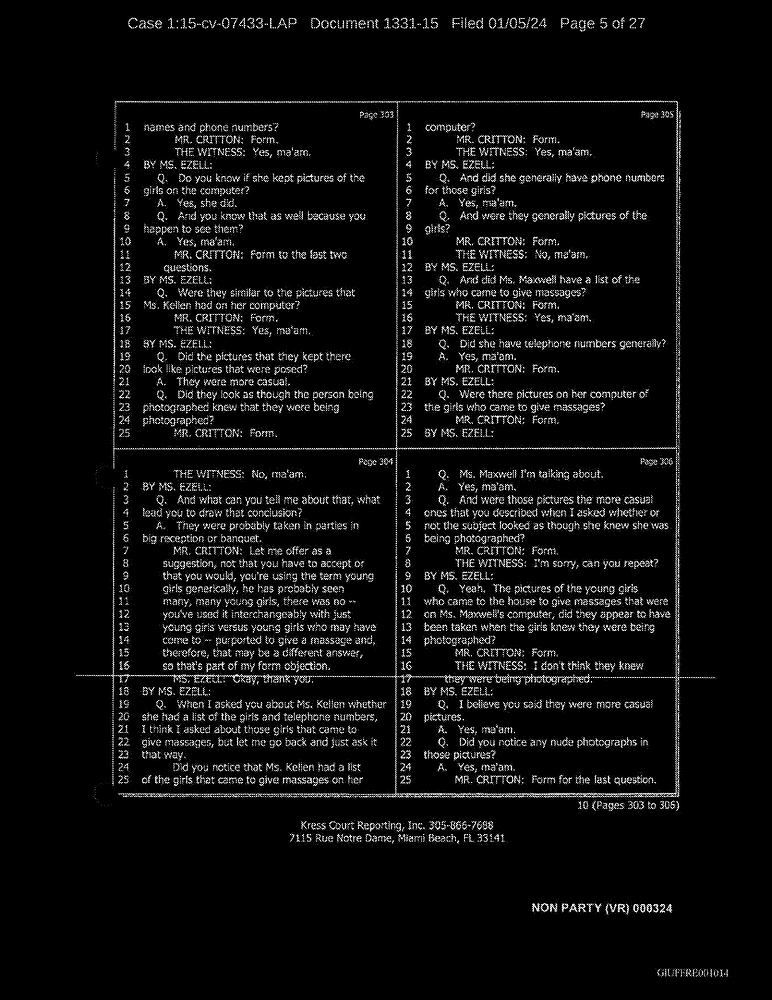 Case 1:15-cv-07433-LAP Document 1331-15 Filed 01/05/24 Page 5 of 27
Page 303
1 names and phone numbers?
2 MR. CRITTON: Form.
3 THE WITNESS: Yes, ma'am.
4 BY MS. EZELL:
5 Q. Do you know if she kept pictures of the
6 girls on the computer?
7 A. Yes, she did.
8 Q. And you know that as well because you
9 happen to see them?
10 A. Yes, ma'am.
11 MR. CRITTON: Form to the last two
12 questions.
13 BY MS. EZELL:
14 Q. Were they similar to the pictures that
15 Ms. Kellen had on her computer?
16 MR. CRITTON: Form.
17 THE WITNESS: Yes, ma'am.
18 BY MS. EZELL:
19 Q. Did the pictures that they kept there
20 look like pictures that were posed?
21 A. They were more casual.
22 Q. Did they look as though the person being
23 photographed knew that they were being
24 photographed?
25 MR. CRITTON: Form.
Page 304
1 THE WITNESS: No, ma'am.
2 BY MS. EZELL:
3 Q. And what can you tell me about that, what
4 lead you to draw that conclusion?
5 A. They were probably taken in parties in
6 big reception or banquet.
7 MR. CRITTON: Let me offer as a
8 suggestion, not that you have to accept or
9 that you would, you're using the term young
10 girls generically, he has probably seen
11 many, many young girls, there was no --
12 you've used it interchangeably with just
13 young girls versus young girls who may have
14 come to -- purported to give a massage and,
15 therefore, that may be a different answer,
16 so that's part of my form objection.
17 MS. EZELL: Okay, thank you.
18 BY MS. EZELL:
19 Q. When I asked you about Ms. Kellen whether
20 she had a list of the girls and telephone numbers,
21 I think I asked about those girls that came to
22 give massages, but let me go back and just ask it
23 that way.
24 Did you notice that Ms. Kellen had a list
25 of the girls that came to give massages on her
Page 305
1 computer?
2 MR. CRITTON: Form.
3 THE WITNESS: Yes, ma'am.
4 BY MS. EZELL:
5 Q. And did she generally have phone numbers
6 for those girls?
7 A. Yes, ma'am.
8 Q. And were they generally pictures of the
9 girls?
10 MR. CRITTON: Form.
11 THE WITNESS: No, ma'am.
12 BY MS. EZELL:
13 Q. And did Ms. Maxwell have a list of the
14 girls who came to give massages?
15 MR. CRITTON: Form.
16 THE WITNESS: Yes, ma'am.
17 BY MS. EZELL:
18 Q. Did she have telephone numbers generally?
19 A. Yes, ma'am.
20 MR. CRITTON: Form.
21 BY MS. EZELL:
22 Q. Were there pictures on her computer of
23 the girls who came to give massages?
24 MR. CRITTON: Form.
25 BY MS. EZELL:
Page 306
1 Q. Ms. Maxwell I'm talking about.
2 A. Yes, ma'am.
3 Q. And were those pictures the more casual
4 ones that you described when I asked whether or
5 not the subject looked as though she knew she was
6 being photographed?
7 MR. CRITTON: Form.
8 THE WITNESS: I'm sorry, can you repeat?
9 BY MS. EZELL:
10 Q. Yeah. The pictures of the young girls
11 who came to the house to give massages that were
12 on Ms. Maxwell's computer, did they appear to have
13 been taken when the girls knew they were being
14 photographed?
15 MR. CRITTON: Form.
16 THE WITNESS: I don't think they knew
17 they were being photographed.
18 BY MS. EZELL:
19 Q. I believe you said they were more casual
20 pictures.
21 A. Yes, ma'am.
22 Q. Did you notice any nude photographs in
23 those pictures?
24 A. Yes, ma'am.
25 MR. CRITTON: Form for the last question.
10 (Pages 303 to 306)
Kress Court Reporting, Inc. 305-866-7688
7115 Rue Notre Dame, Miami Beach, FL 33141
NON PARTY (VR) 000324
GIUFFRE001014